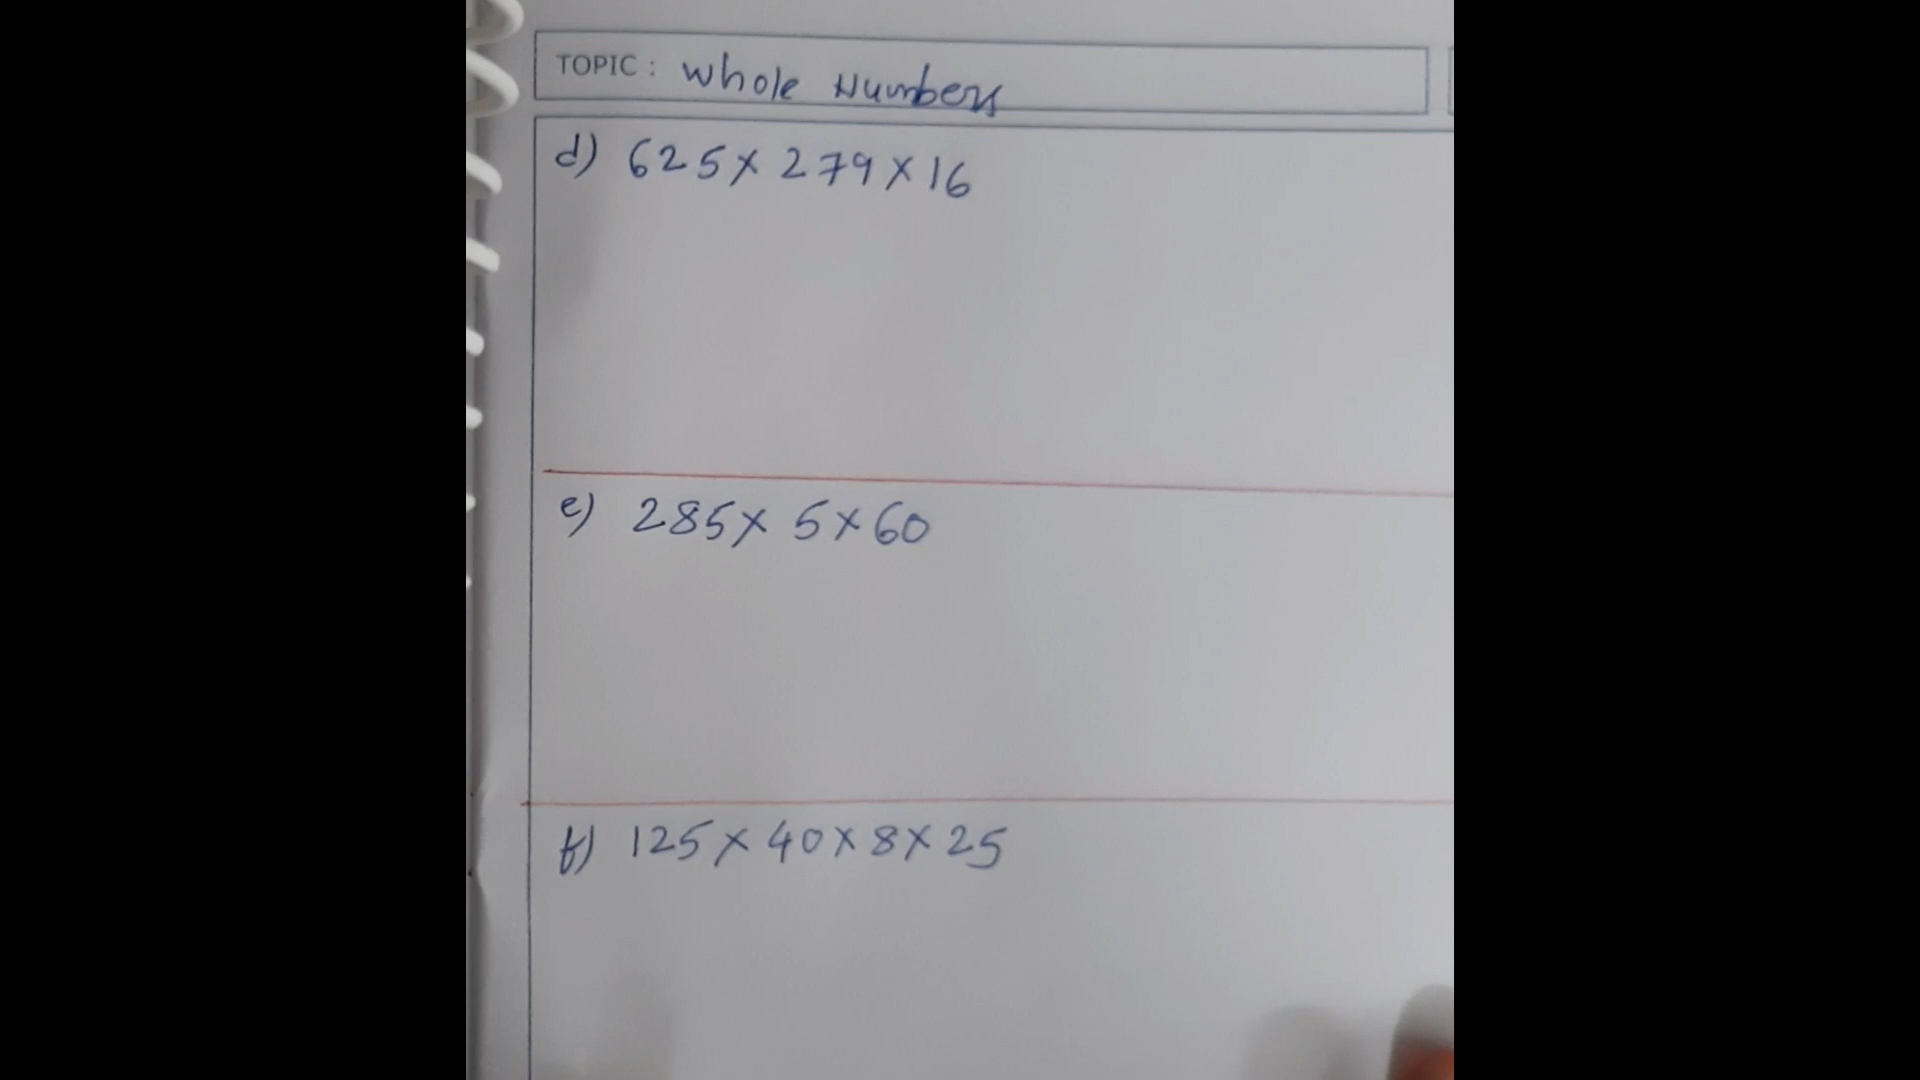 TOPIC : Whole Numbers
d) 625 × 279 × 16
e) 285 × 5 × 60
f) 125 × 40 × 8 × 25